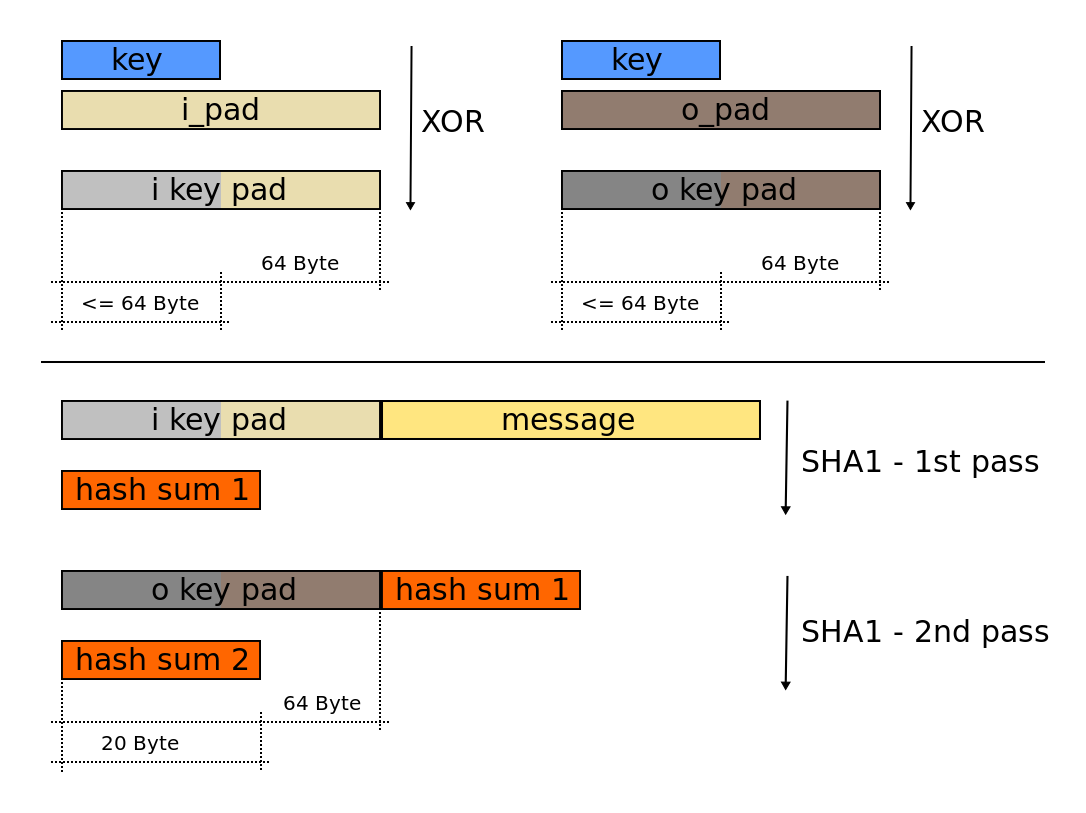 key
i_pad
XOR
i key pad
64 Byte
<= 64 Byte
key
o_pad
XOR
o key pad
64 Byte
<= 64 Byte
i key pad message
SHA1 - 1st pass
hash sum 1
o key pad hash sum 1
SHA1 - 2nd pass
hash sum 2
64 Byte
20 Byte